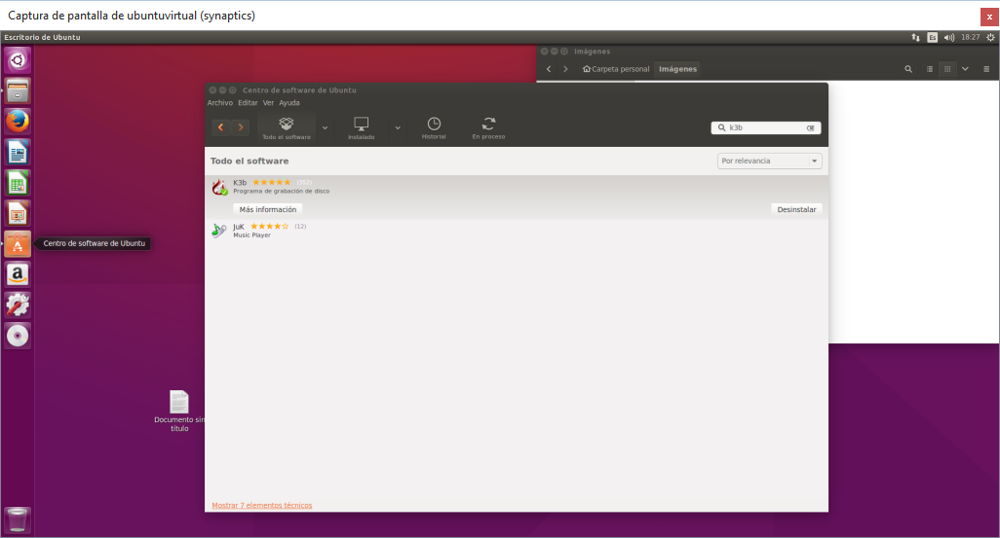 Captura de pantalla de ubuntuvirtual (synaptics)
x
Escritorio de Ubuntu
Es
18:27
Imágenes
Carpeta personal
Imágenes
Centro de software de Ubuntu
Archivo Editar Ver Ayuda
Todo el software
Instalado
Historial
En proceso
k3b
Todo el software
Por relevancia
K3b
Programa de grabación de disco
Más información
Desinstalar
JuK (12)
Music Player
Centro de software de Ubuntu
Documento sin
título
Mostrar 7 elementos técnicos